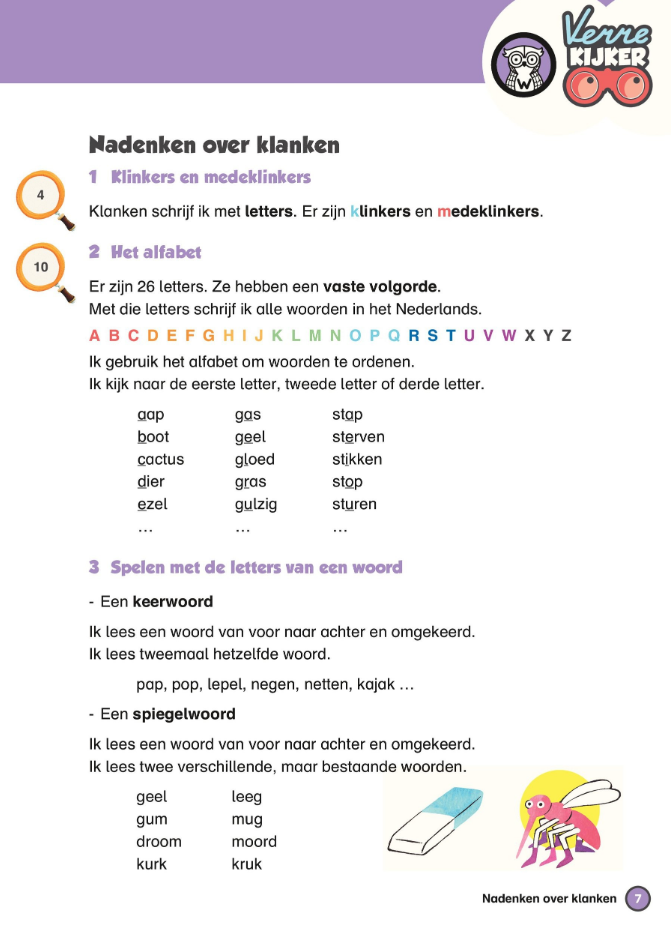 Verre
KIJKER
W
Nadenken over klanken
1 Klinkers en medeklinkers
4
Klanken schrijf ik met letters. Er zijn klinkers en medeklinkers.
2 Het alfabet
10
Er zijn 26 letters. Ze hebben een vaste volgorde.
Met die letters schrijf ik alle woorden in het Nederlands.
A B C D E F G H I J K L M N O P Q R S T U V W X Y Z
Ik gebruik het alfabet om woorden te ordenen.
Ik kijk naar de eerste letter, tweede letter of derde letter.
aap gas stap
boot geel sterven
cactus gloed stikken
dier gras stop
ezel gulzig sturen
... ... ...
3 Spelen met de letters van een woord
- Een keerwoord
Ik lees een woord van voor naar achter en omgekeerd.
Ik lees tweemaal hetzelfde woord.
pap, pop, lepel, negen, netten, kajak ...
- Een spiegelwoord
Ik lees een woord van voor naar achter en omgekeerd.
Ik lees twee verschillende, maar bestaande woorden.
geel leeg
gum mug
droom moord
kurk kruk
Nadenken over klanken 7